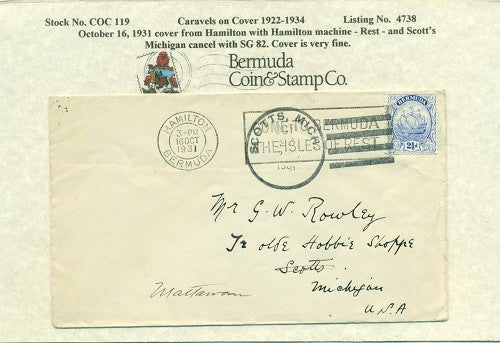 Stock No. COC 119 Caravels on Cover 1922-1934 Listing No. 4738
October 16, 1931 cover from Hamilton with Hamilton machine - Rest - and Scott's
Michigan cancel with SG 82. Cover is very fine.
Bermuda
Coin&Stamp Co.
HAMILTON
3-PM
16 OCT
1931
BERMUDA
SCOTTS, MICH.
OCT
BERMUDA
THE ISLES OF REST
BERMUDA
2½d
Mr G. W. Rowley
Ye olde Hobbie Shoppe
Scotts
Michigan
U.S.A
Mattawan